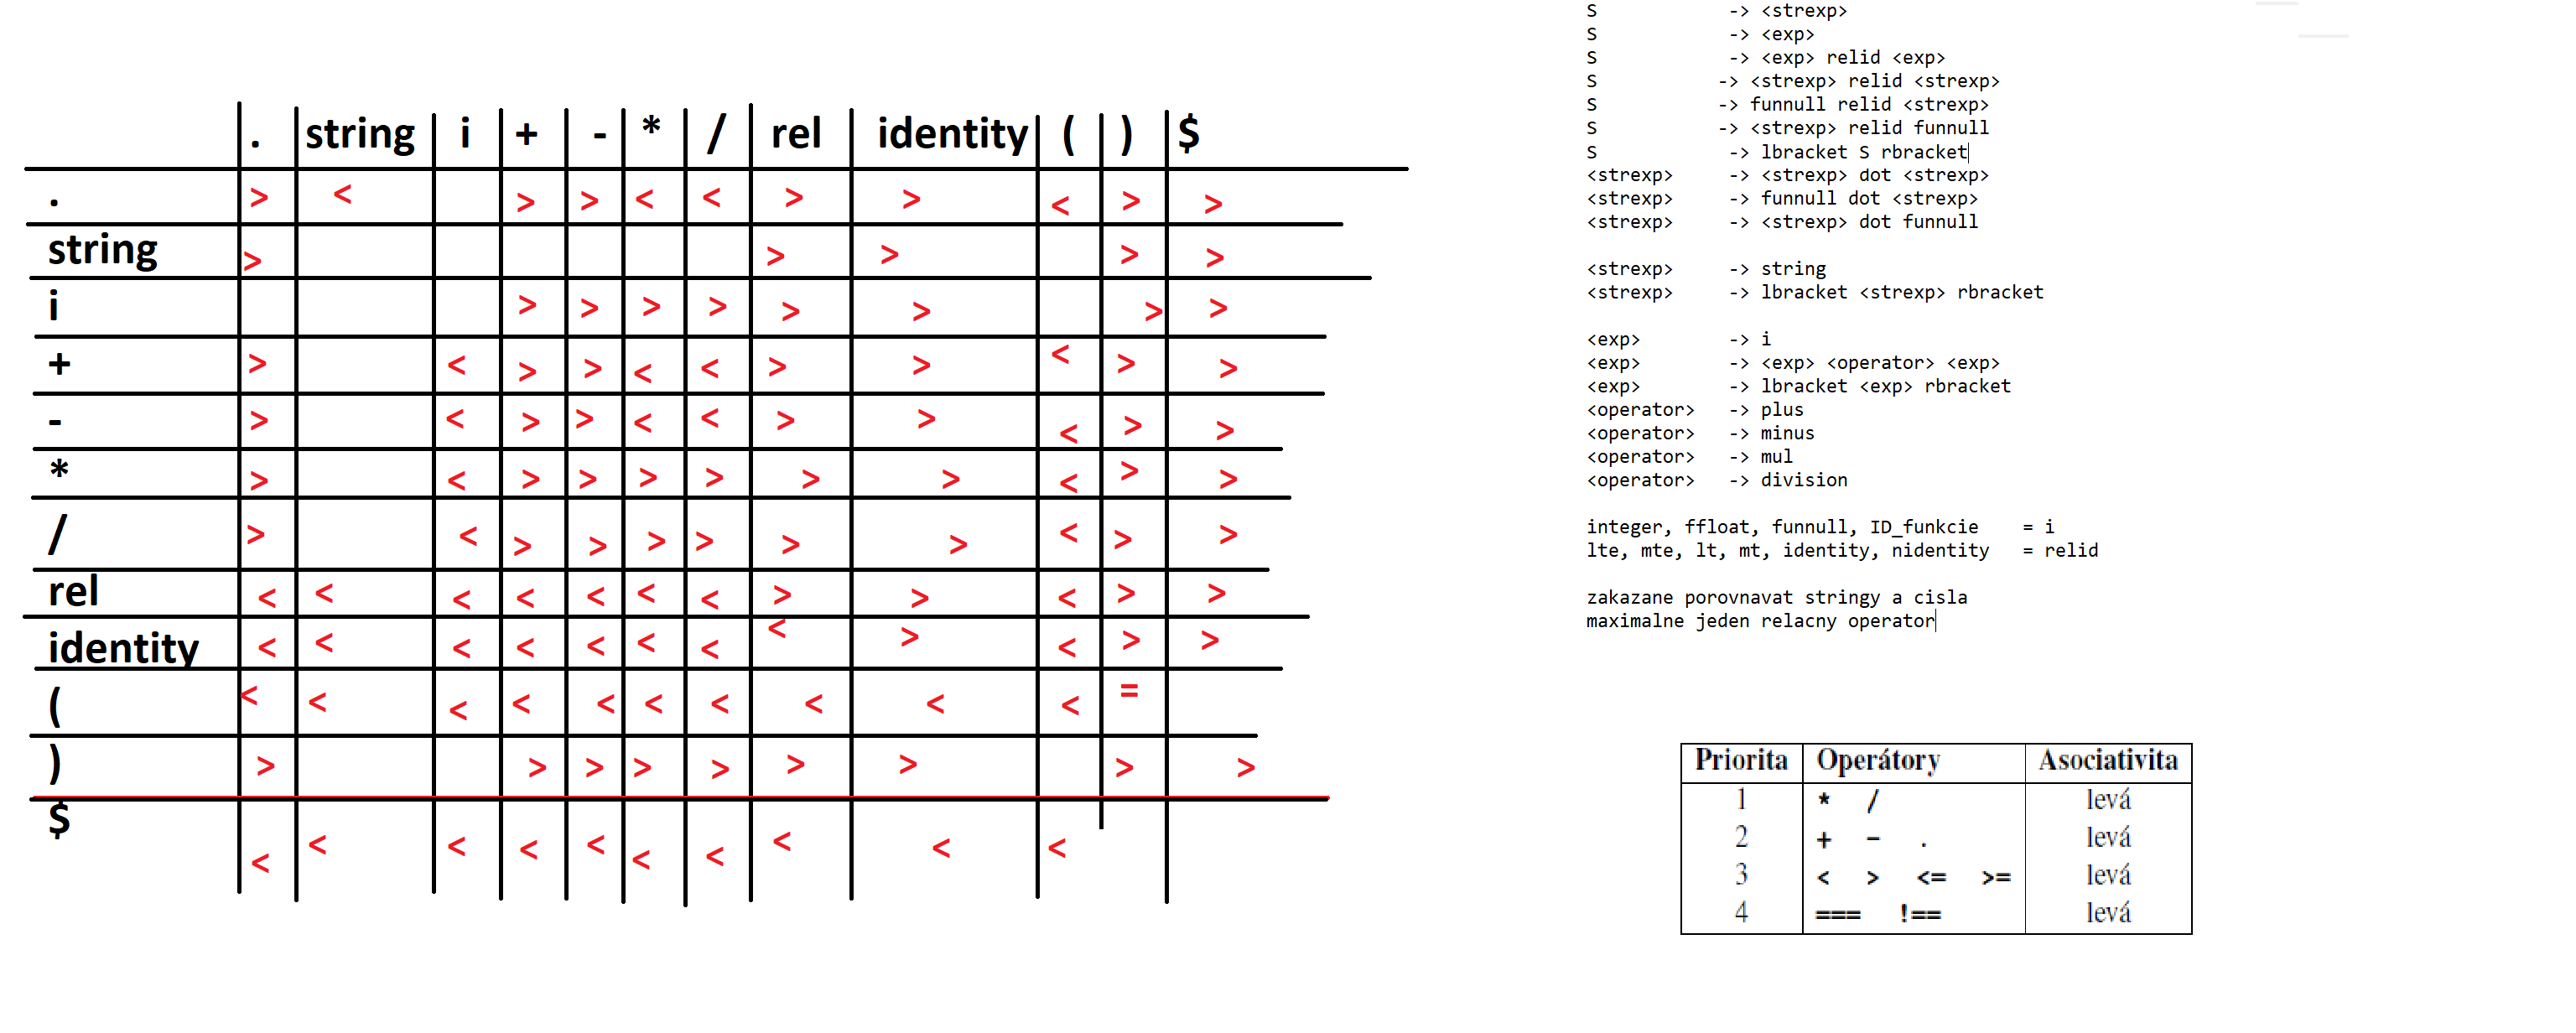 . string i + - * / rel identity ( ) $
. > < > > < < > > < > >
string > > > > >
i > > > > > > > >
+ > < > > < < > > < > >
- > < > > < < > > < > >
* > < > > > > > > < > >
/ > < > > > > > > < > >
rel < < < < < < < > > < > >
identity < < < < < < < < > < > >
( < < < < < < < < < < =
) > > > > > > > > >
$ < < < < < < < < < <
S -> <strexp>
S -> <exp>
S -> <exp> relid <exp>
S -> <strexp> relid <strexp>
S -> funnull relid <strexp>
S -> <strexp> relid funnull
S -> lbracket S rbracket
<strexp> -> <strexp> dot <strexp>
<strexp> -> funnull dot <strexp>
<strexp> -> <strexp> dot funnull
<strexp> -> string
<strexp> -> lbracket <strexp> rbracket
<exp> -> i
<exp> -> <exp> <operator> <exp>
<exp> -> lbracket <exp> rbracket
<operator> -> plus
<operator> -> minus
<operator> -> mul
<operator> -> division
integer, ffloat, funnull, ID_funkcie = i
lte, mte, lt, mt, identity, nidentity = relid
zakazane porovnavat stringy a cisla
maximalne jeden relacny operator
Priorita Operátory Asociativita
1 * / levá
2 + - . levá
3 < > <= >= levá
4 === !== levá